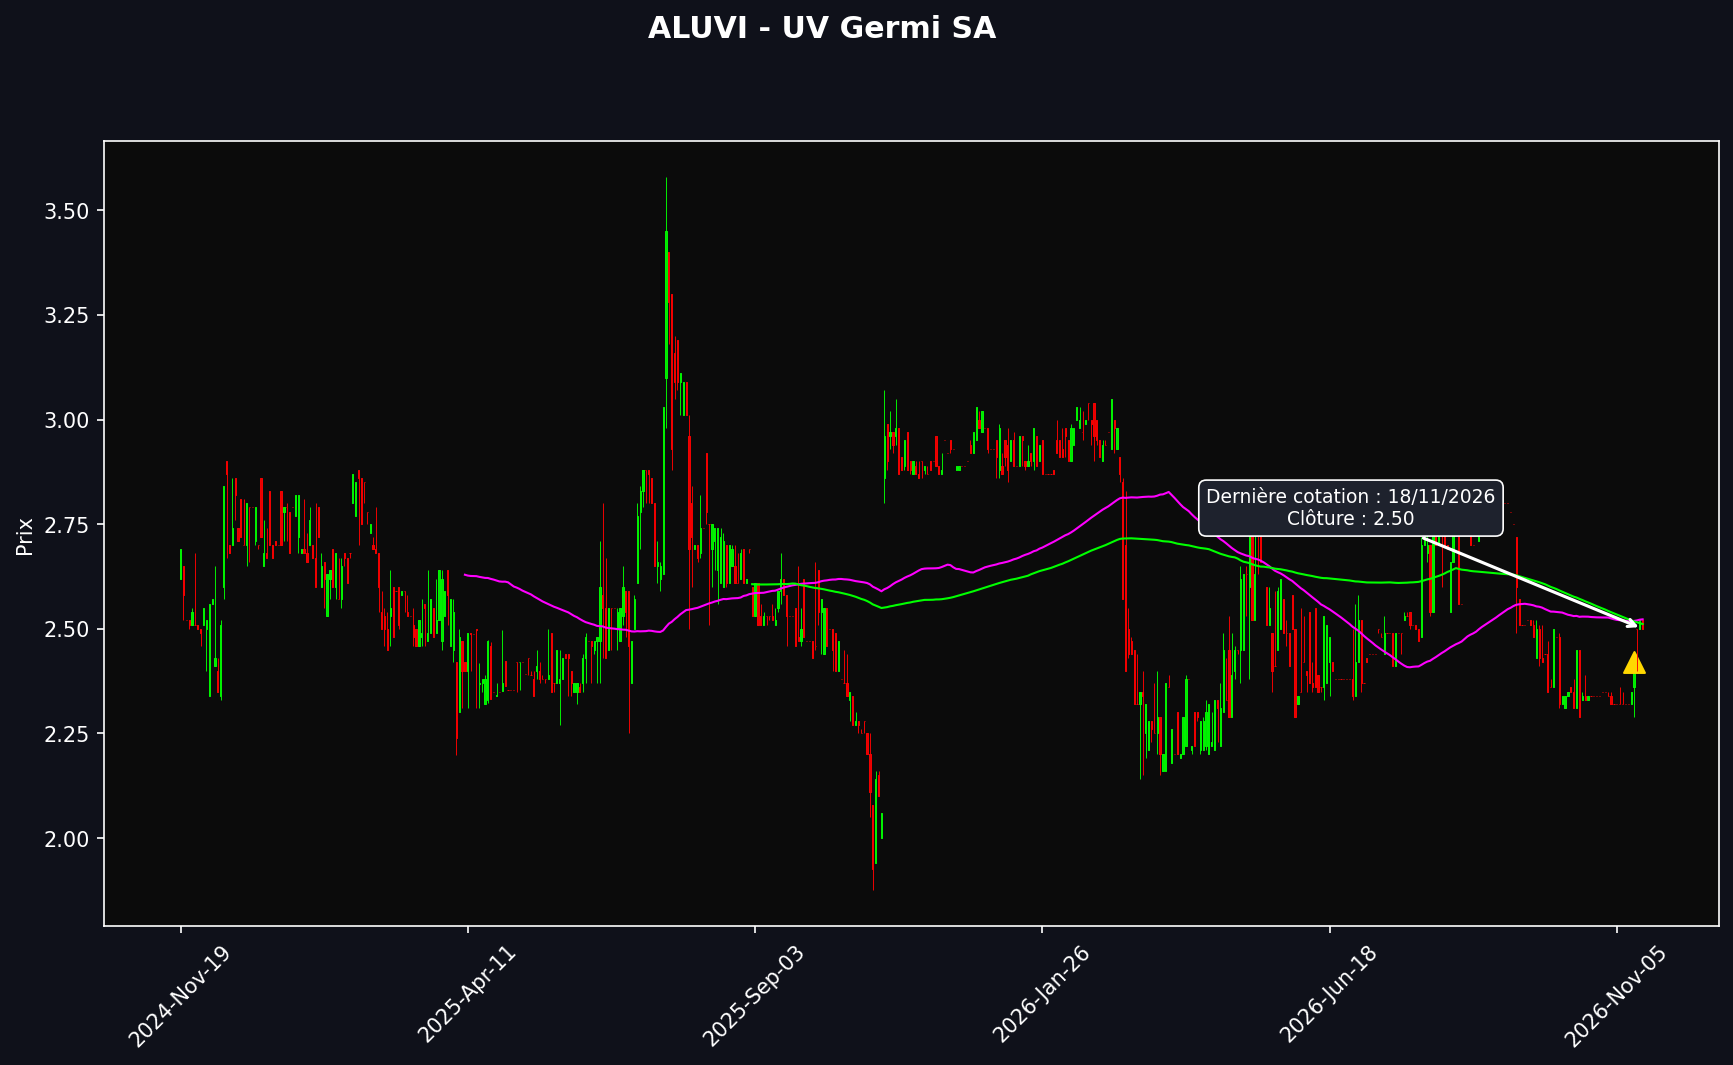 ALUVI - UV Germi SA
Prix
3.50
3.25
3.00
2.75
2.50
2.25
2.00
Dernière cotation : 18/11/2026
Clôture : 2.50
2024-Nov-19
2025-Apr-11
2025-Sep-03
2026-Jan-26
2026-Jun-18
2026-Nov-05